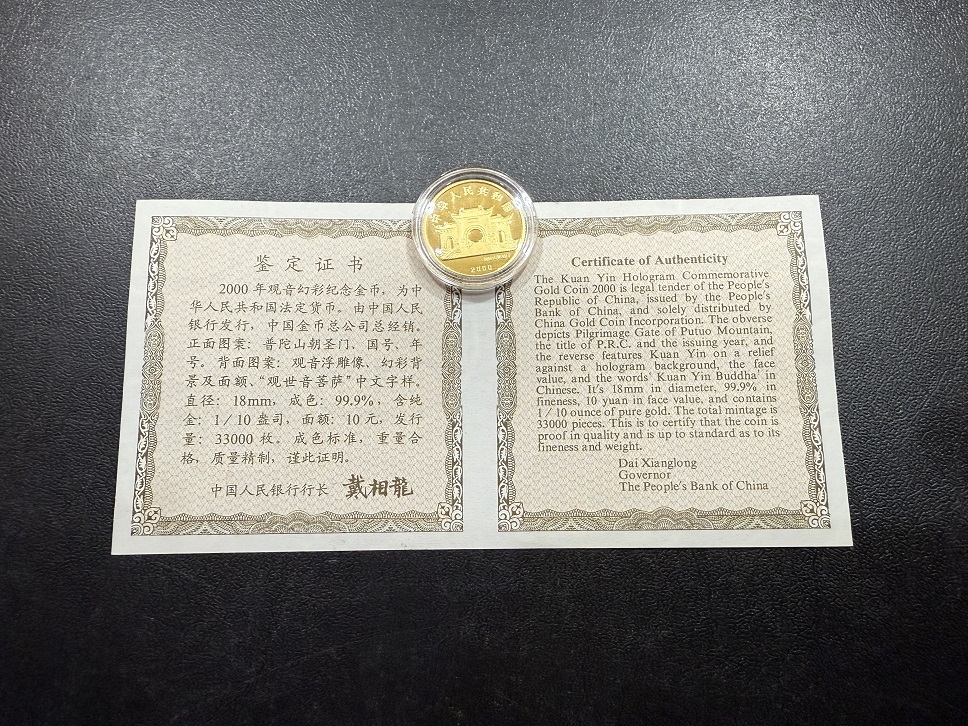 中华人民共和国
2000
鉴定证书
2000年观音幻彩纪念金币，为中
华人民共和国法定货币。由中国人民
银行发行，中国金币总公司总经销。
正面图案：普陀山朝圣门、国号、年
号。背面图案：观音浮雕像、幻彩背
景及面额、“观世音菩萨”中文字样。
直径：18mm，成色：99.9%，含纯
金：1/10盎司，面额：10元，发行
量：33000枚。成色标准，重量合
格，质量精制，谨此证明。
中国人民银行行长 戴相龍
Certificate of Authenticity
The Kuan Yin Hologram Commemorative
Gold Coin 2000 is legal tender of the People's
Republic of China, issued by the People's
Bank of China, and solely distributed by
China Gold Coin Incorporation. The obverse
depicts Pilgrimage Gate of Putuo Mountain,
the title of P.R.C. and the issuing year, and
the reverse features Kuan Yin on a relief
against a hologram background, the face
value, and the words‘Kuan Yin Buddha’in
Chinese. It's 18mm in diameter, 99.9% in
fineness, 10 yuan in face value, and contains
1/10 ounce of pure gold. The total mintage is
33000 pieces. This is to certify that the coin is
proof in quality and is up to standard as to its
fineness and weight.
Dai Xianglong
Governor
The People's Bank of China